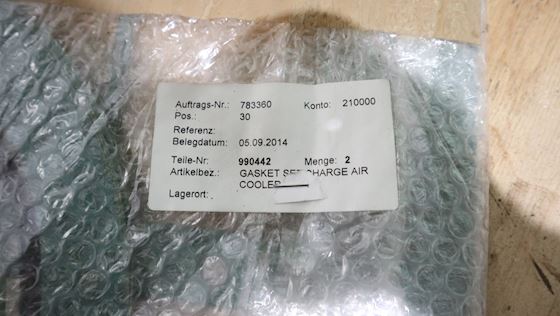 Auftrags-Nr.: 783360 Konto: 210000
Pos.: 30
Referenz:
Belegdatum: 05.09.2014
Teile-Nr: 990442 Menge: 2
Artikelbez.: GASKET SET CHARGE AIR
COOLER
Lagerort: